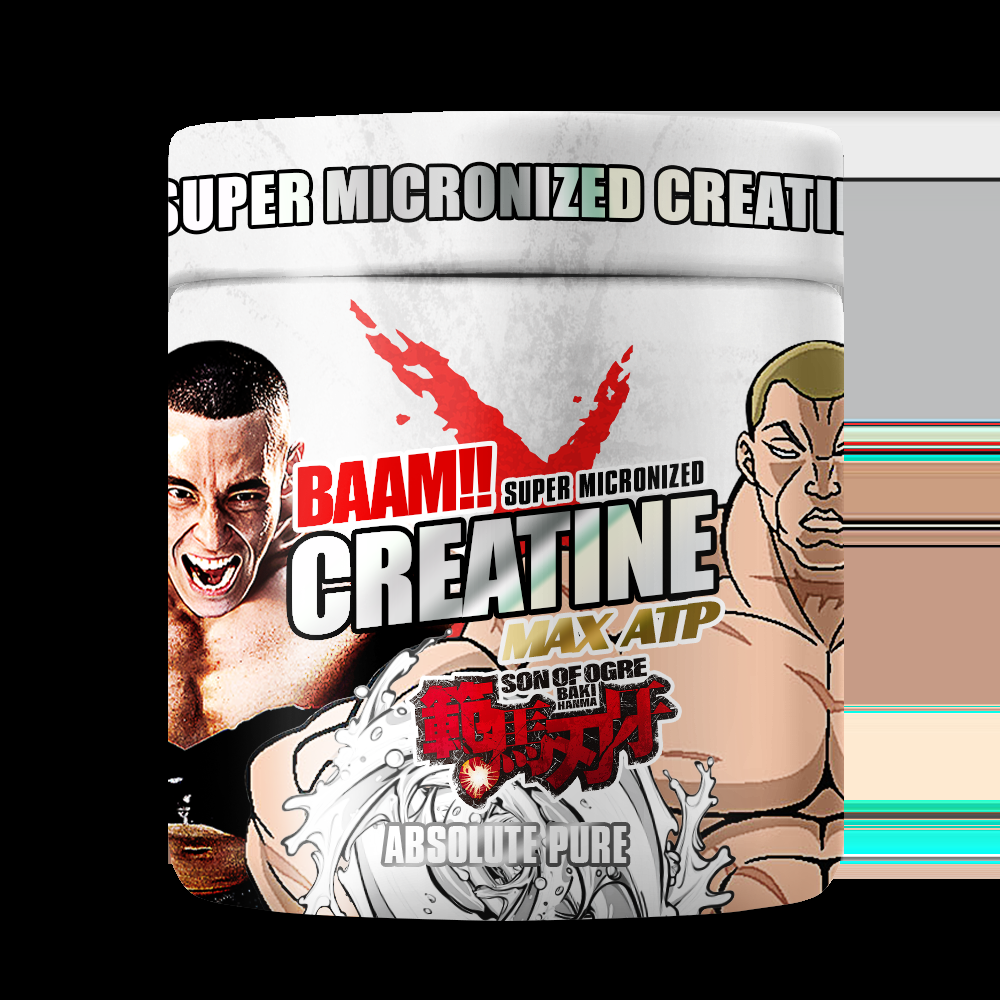 SUPER MICRONIZED CREATI
BAAM!! SUPER MICRONIZED
CREATINE
MAX ATP
SON OF OGRE
BAKI
HANMA
範馬刃牙
ABSOLUTE PURE